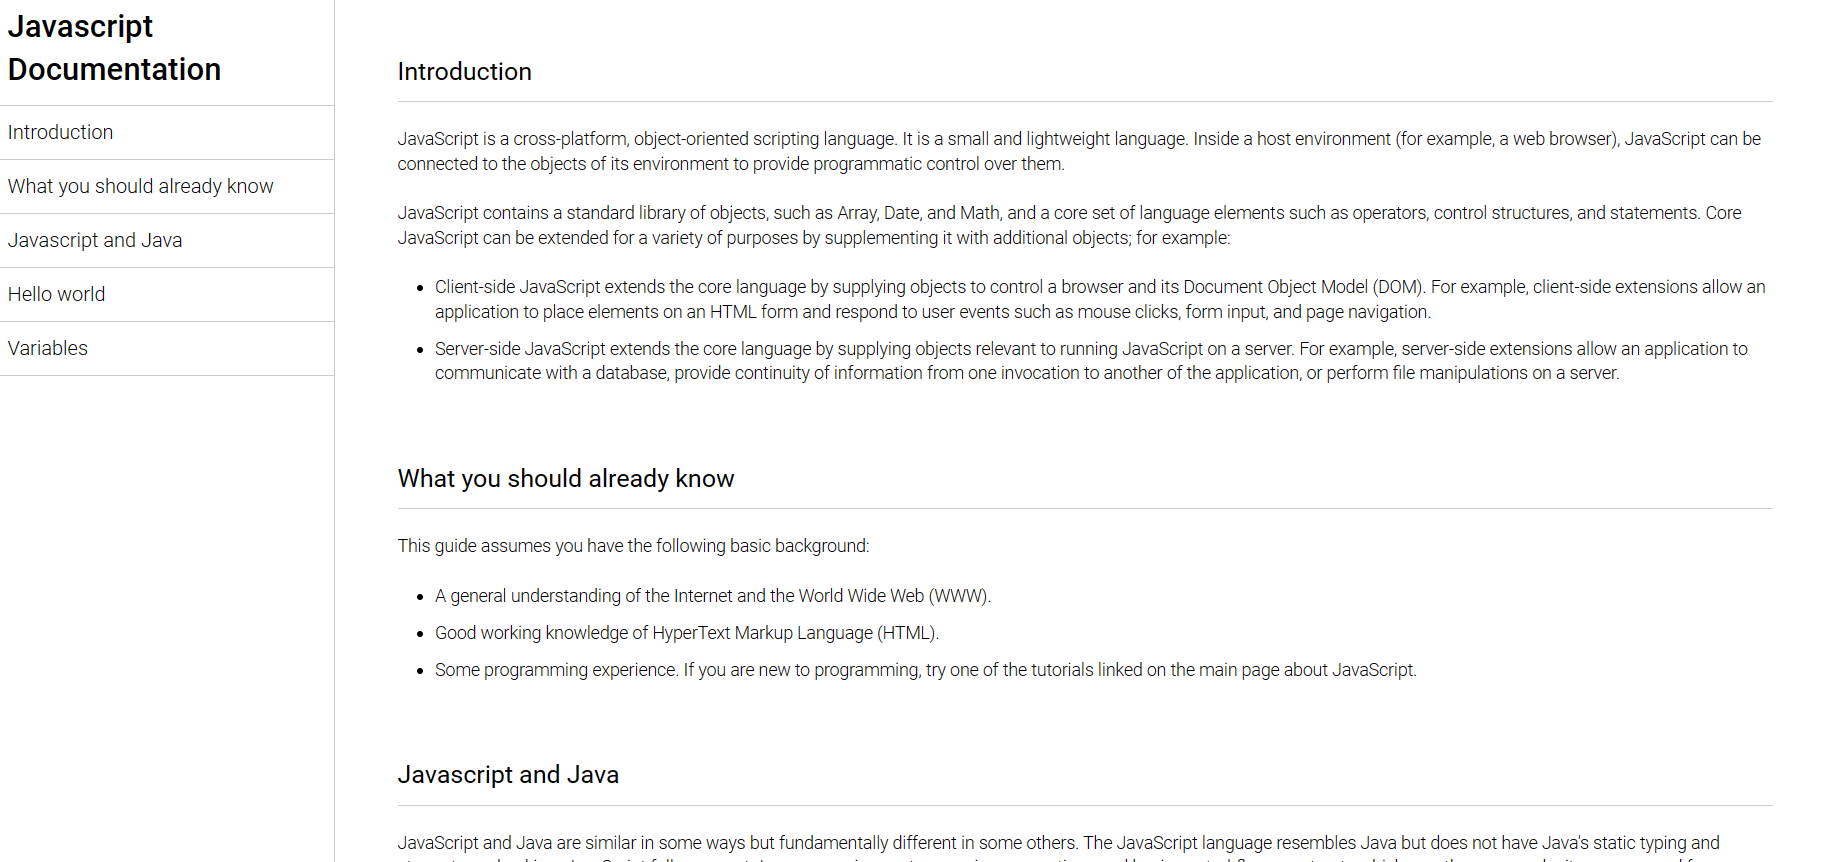 Javascript
Documentation
Introduction
What you should already know
Javascript and Java
Hello world
Variables
Introduction
JavaScript is a cross-platform, object-oriented scripting language. It is a small and lightweight language. Inside a host environment (for example, a web browser), JavaScript can be
connected to the objects of its environment to provide programmatic control over them.
JavaScript contains a standard library of objects, such as Array, Date, and Math, and a core set of language elements such as operators, control structures, and statements. Core
JavaScript can be extended for a variety of purposes by supplementing it with additional objects; for example:
Client-side JavaScript extends the core language by supplying objects to control a browser and its Document Object Model (DOM). For example, client-side extensions allow an
application to place elements on an HTML form and respond to user events such as mouse clicks, form input, and page navigation.
Server-side JavaScript extends the core language by supplying objects relevant to running JavaScript on a server. For example, server-side extensions allow an application to
communicate with a database, provide continuity of information from one invocation to another of the application, or perform file manipulations on a server.
What you should already know
This guide assumes you have the following basic background:
A general understanding of the Internet and the World Wide Web (WWW).
Good working knowledge of HyperText Markup Language (HTML).
Some programming experience. If you are new to programming, try one of the tutorials linked on the main page about JavaScript.
Javascript and Java
JavaScript and Java are similar in some ways but fundamentally different in some others. The JavaScript language resembles Java but does not have Java's static typing and